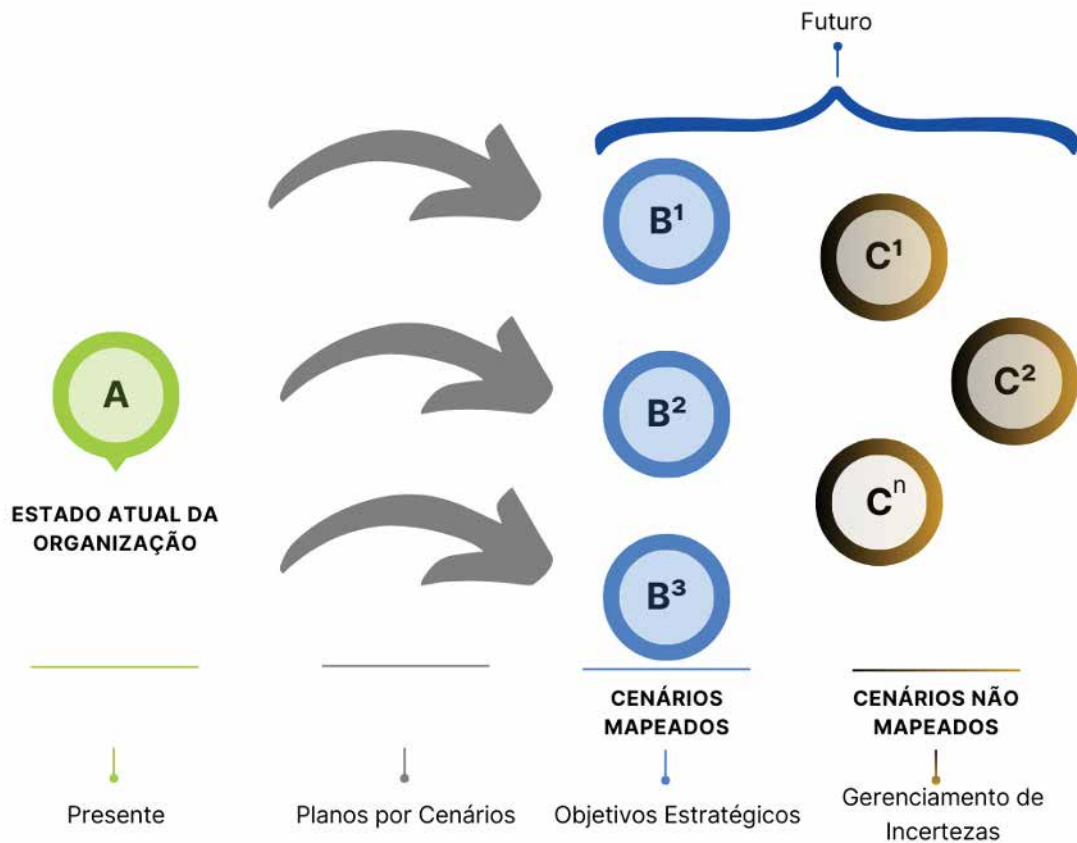 Futuro
B¹
C¹
A
C²
B²
Cⁿ
ESTADO ATUAL DA
ORGANIZAÇÃO
B³
CENÁRIOS
MAPEADOS
CENÁRIOS NÃO
MAPEADOS
Presente
Planos por Cenários
Objetivos Estratégicos
Gerenciamento de
Incertezas